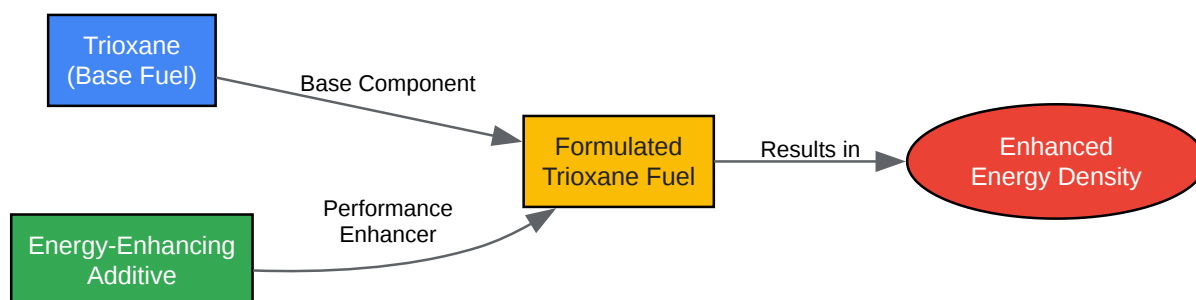 Trioxane
(Base Fuel)
Base Component
Formulated
Trioxane Fuel
Results in
Enhanced
Energy Density
Performance
Enhancer
Energy-Enhancing
Additive